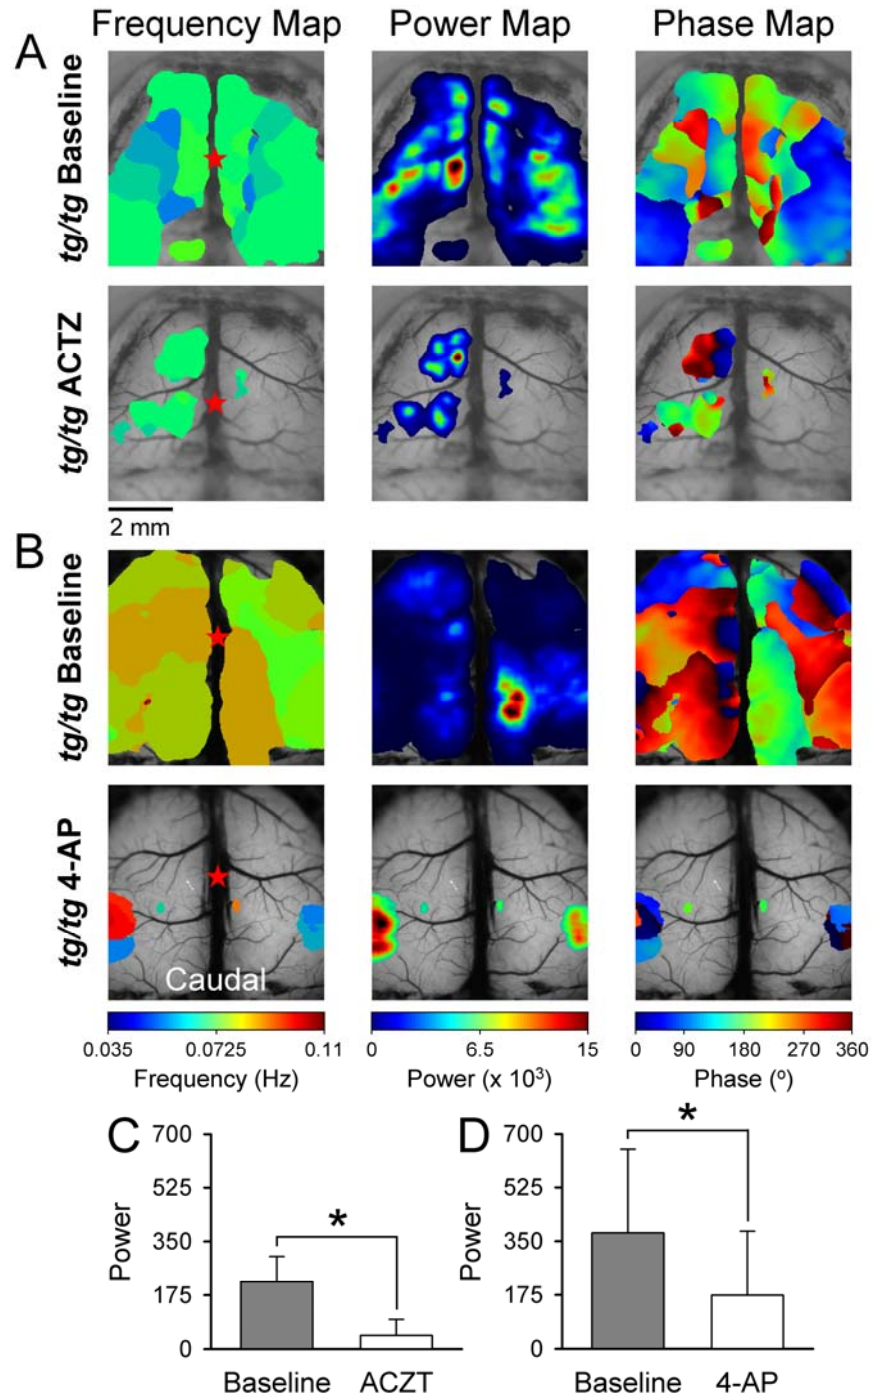 Frequency Map Power Map Phase Map
A
tg/tg Baseline
tg/tg ACTZ
2 mm
B
tg/tg Baseline
tg/tg 4-AP
Caudal
0.035 0.0725 0.11
Frequency (Hz)
0 6.5 15
Power (x 10³)
0 90 180 270 360
Phase (º)
C
700
525
350
175
0
Power
*
Baseline ACZT
D
700
525
350
175
0
Power
*
Baseline 4-AP